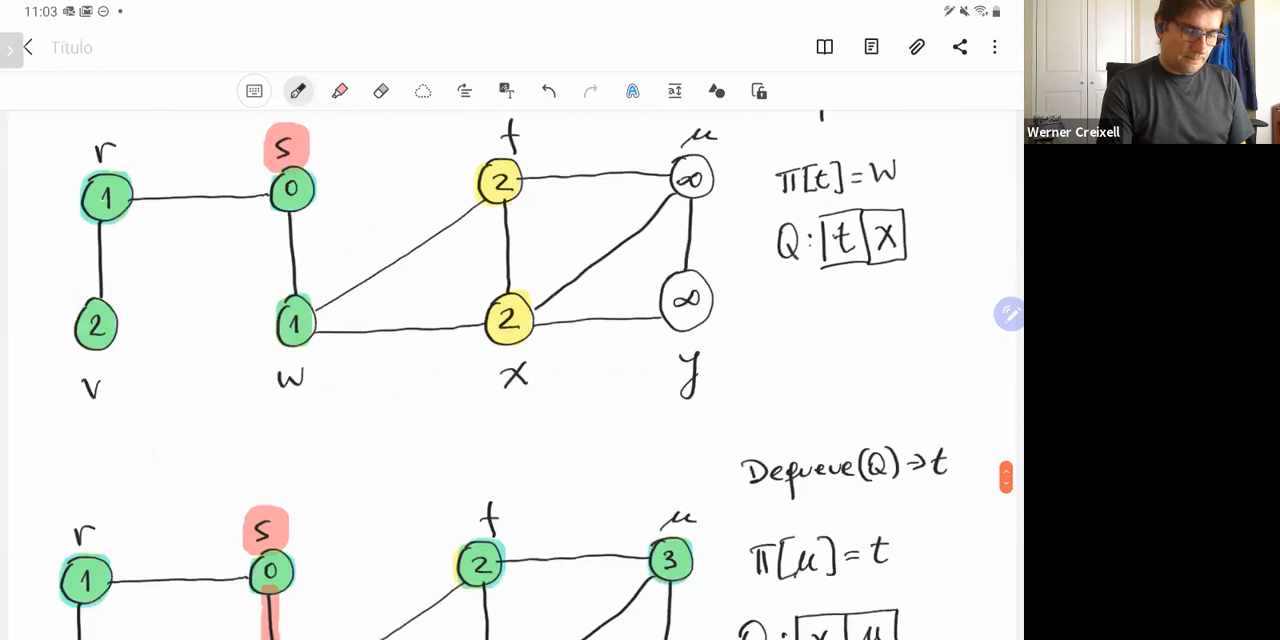 11:03
Título
Werner Creixell
r s t μ
1 0 2 ∞
π[t] = w
Q: t x
2 1 2 ∞
v w x y
Dequeue(Q) => t
r s t μ
1 0 2 3
π[μ] = t
Q: x μ